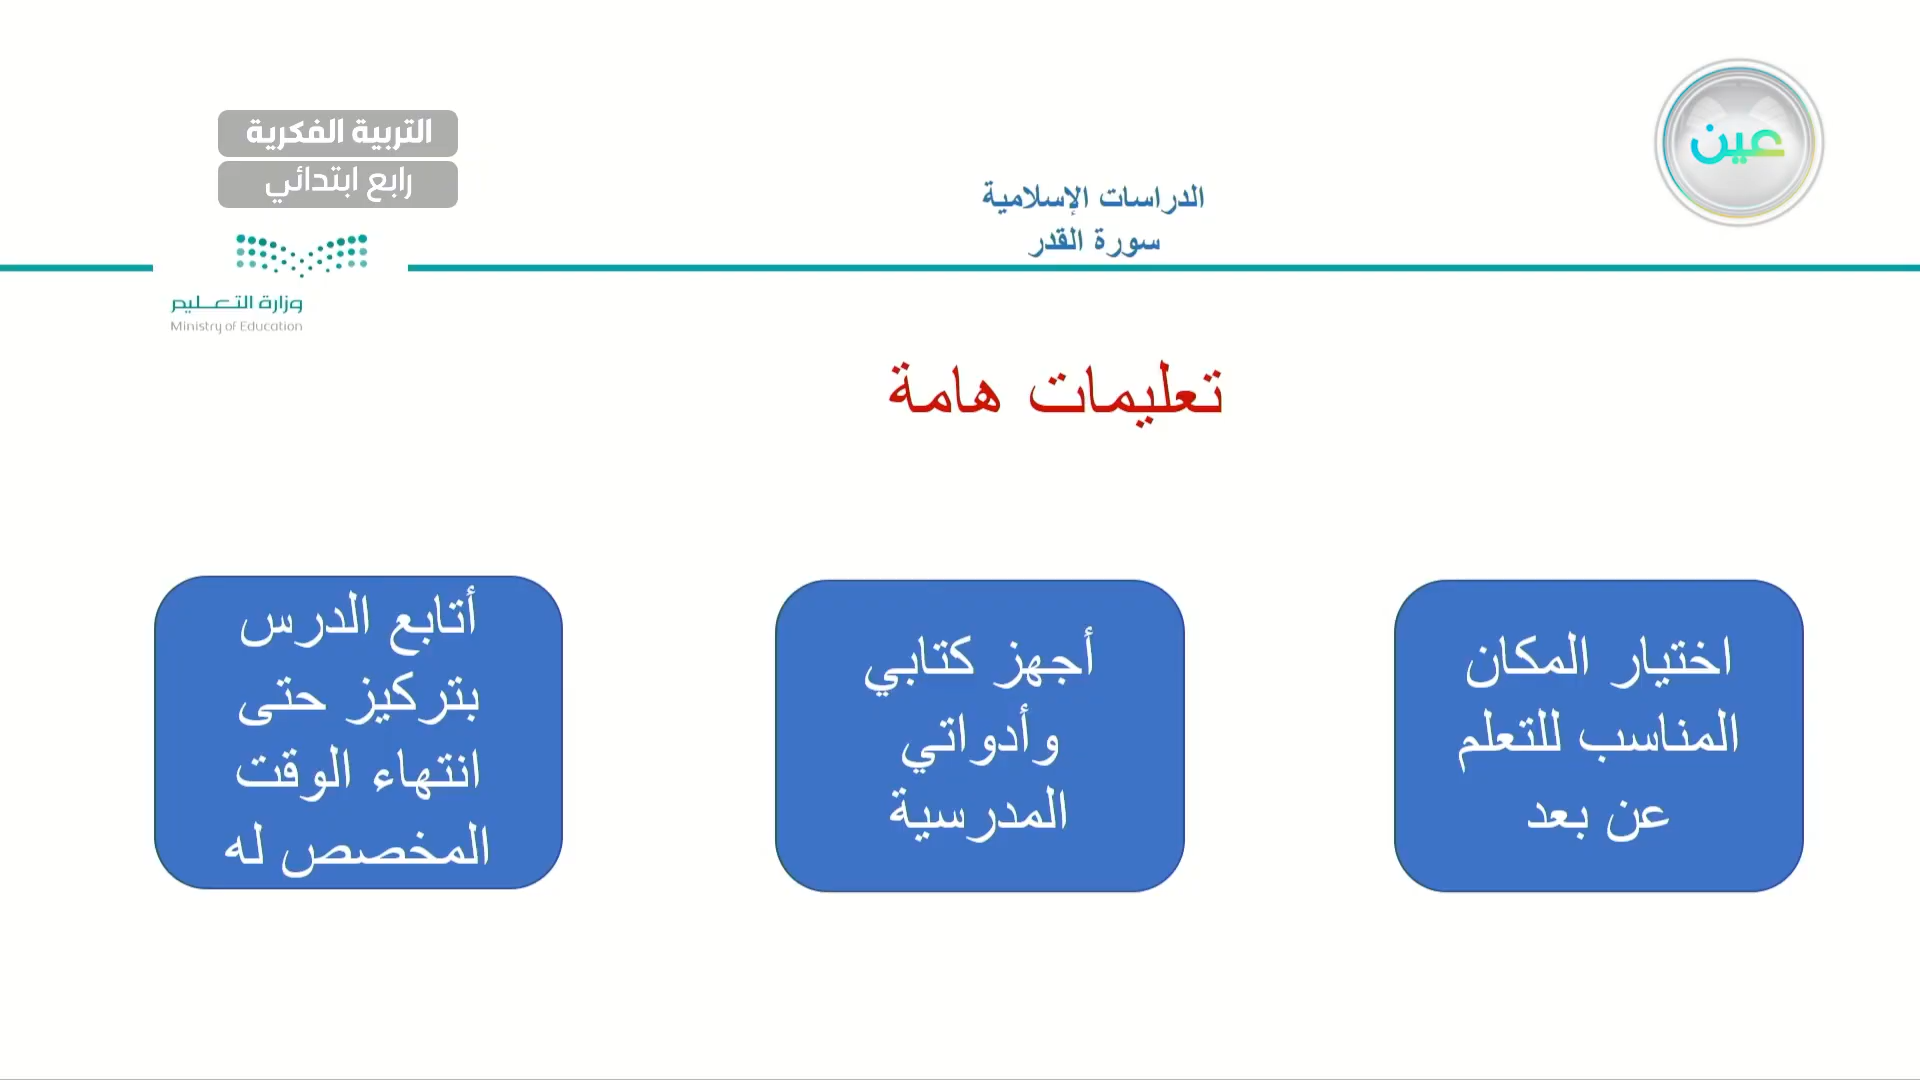 عين
التربية الفكرية
رابع ابتدائي
الدراسات الإسلامية
سورة القدر
وزارة التعليم
Ministry of Education
تعليمات هامة
اختيار المكان
المناسب للتعلم
عن بعد
أجهز كتابي
وأدواتي
المدرسية
أتابع الدرس
بتركيز حتى
انتهاء الوقت
المخصص له